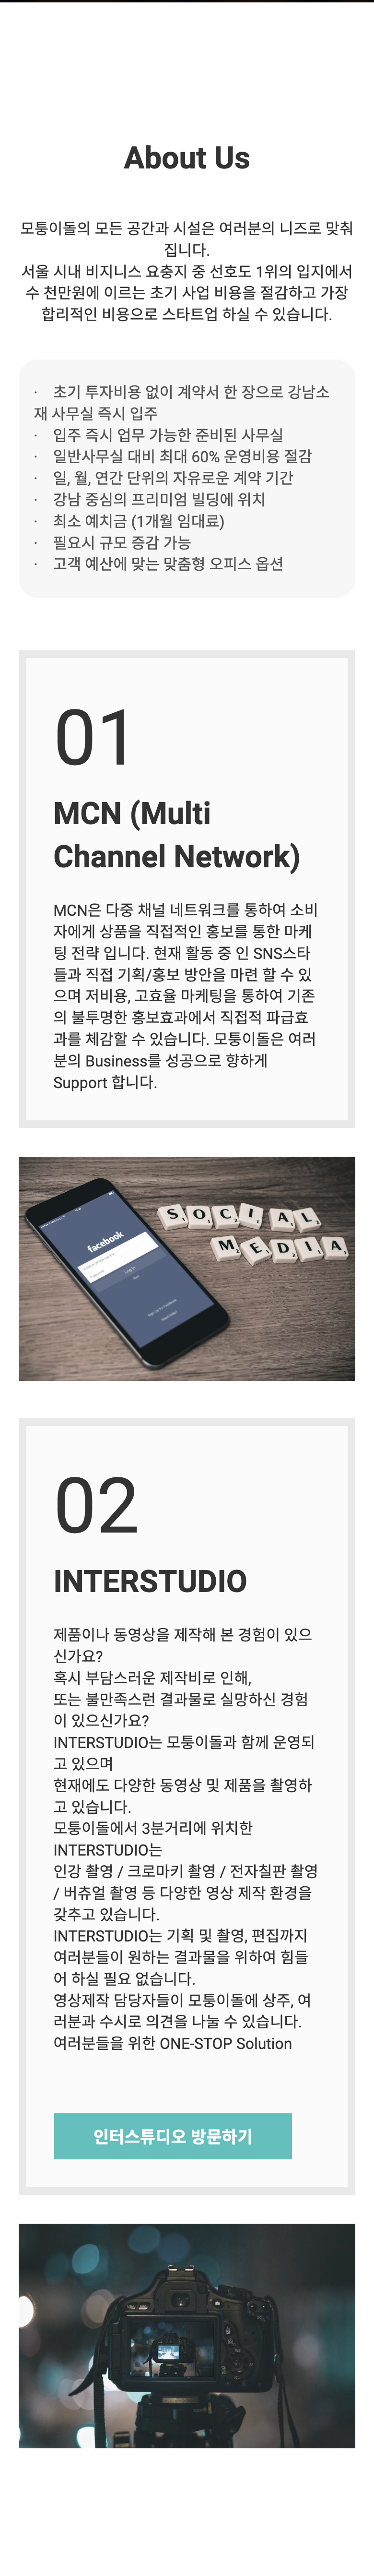 About Us
모퉁이돌의 모든 공간과 시설은 여러분의 니즈로 맞춰
집니다.
서울 시내 비지니스 요충지 중 선호도 1위의 입지에서
수 천만원에 이르는 초기 사업 비용을 절감하고 가장
합리적인 비용으로 스타트업 하실 수 있습니다.
· 초기 투자비용 없이 계약서 한 장으로 강남소
재 사무실 즉시 입주
· 입주 즉시 업무 가능한 준비된 사무실
· 일반사무실 대비 최대 60% 운영비용 절감
· 일, 월, 연간 단위의 자유로운 계약 기간
· 강남 중심의 프리미엄 빌딩에 위치
· 최소 예치금 (1개월 임대료)
· 필요시 규모 증감 가능
· 고객 예산에 맞는 맞춤형 오피스 옵션
01
MCN (Multi
Channel Network)
MCN은 다중 채널 네트워크를 통하여 소비
자에게 상품을 직접적인 홍보를 통한 마케
팅 전략 입니다. 현재 활동 중 인 SNS스타
들과 직접 기획/홍보 방안을 마련 할 수 있
으며 저비용, 고효율 마케팅을 통하여 기존
의 불투명한 홍보효과에서 직접적 파급효
과를 체감할 수 있습니다. 모퉁이돌은 여러
분의 Business를 성공으로 향하게
Support 합니다.
facebook
SOCIAL
MEDIA
02
INTERSTUDIO
제품이나 동영상을 제작해 본 경험이 있으
신가요?
혹시 부담스러운 제작비로 인해,
또는 불만족스런 결과물로 실망하신 경험
이 있으신가요?
INTERSTUDIO는 모퉁이돌과 함께 운영되
고 있으며
현재에도 다양한 동영상 및 제품을 촬영하
고 있습니다.
모퉁이돌에서 3분거리에 위치한
INTERSTUDIO는
인강 촬영 / 크로마키 촬영 / 전자칠판 촬영
/ 버츄얼 촬영 등 다양한 영상 제작 환경을
갖추고 있습니다.
INTERSTUDIO는 기획 및 촬영, 편집까지
여러분들이 원하는 결과물을 위하여 힘들
어 하실 필요 없습니다.
영상제작 담당자들이 모퉁이돌에 상주, 여
러분과 수시로 의견을 나눌 수 있습니다.
여러분들을 위한 ONE-STOP Solution
인터스튜디오 방문하기